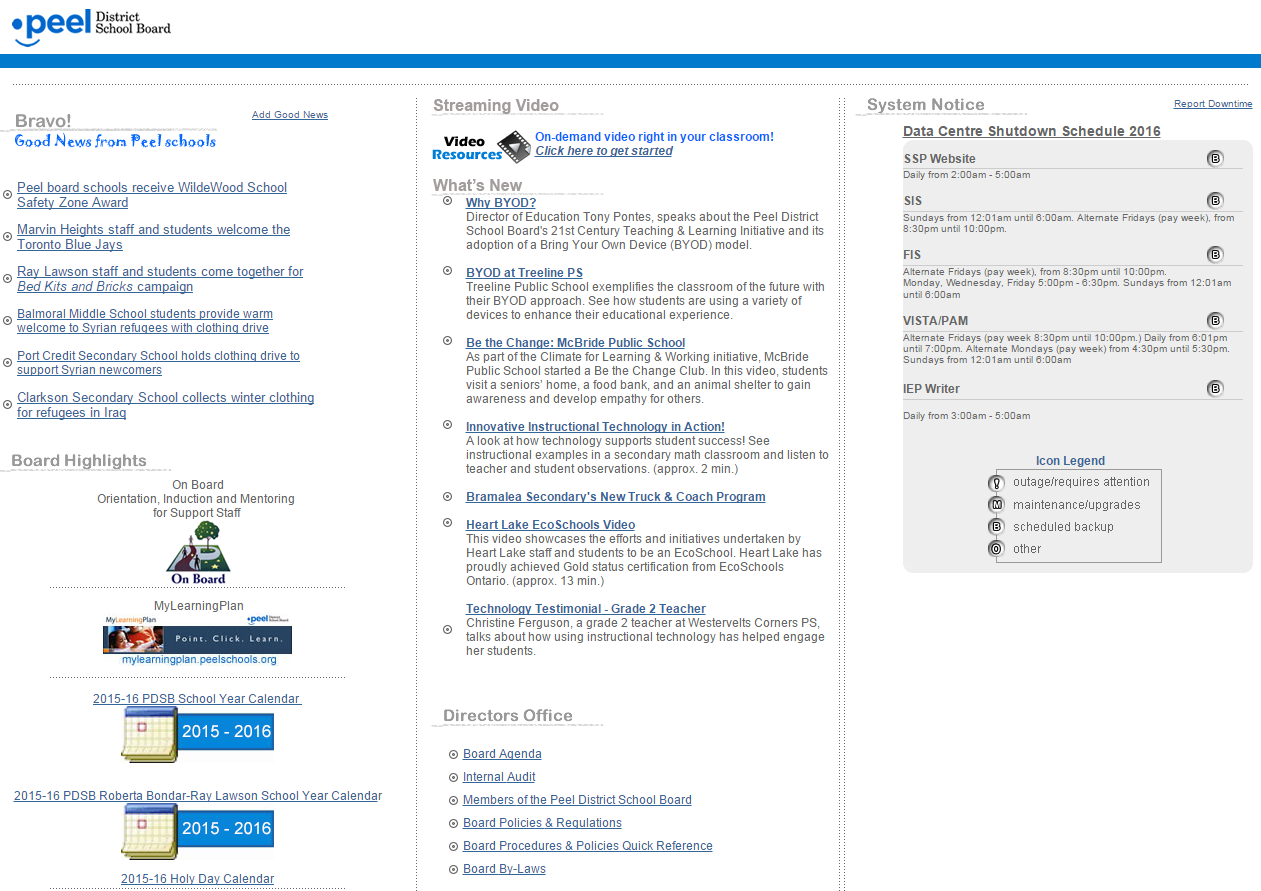 peel District
School Board
Bravo!
Add Good News
Good News from Peel schools
Peel board schools receive WildeWood School
Safety Zone Award
Marvin Heights staff and students welcome the
Toronto Blue Jays
Ray Lawson staff and students come together for
Bed Kits and Bricks campaign
Balmoral Middle School students provide warm
welcome to Syrian refugees with clothing drive
Port Credit Secondary School holds clothing drive to
support Syrian newcomers
Clarkson Secondary School collects winter clothing
for refugees in Iraq
Board Highlights
On Board
Orientation, Induction and Mentoring
for Support Staff
On Board
MyLearningPlan
MyLearningPlan peel District School Board
Point. Click. Learn.
mylearningplan.peelschools.org
2015-16 PDSB School Year Calendar
2015 - 2016
2015-16 PDSB Roberta Bondar-Ray Lawson School Year Calendar
2015 - 2016
2015-16 Holy Day Calendar
Streaming Video
Video
Resources
On-demand video right in your classroom!
Click here to get started
What's New
Why BYOD?
Director of Education Tony Pontes, speaks about the Peel District
School Board's 21st Century Teaching & Learning Initiative and its
adoption of a Bring Your Own Device (BYOD) model.
BYOD at Treeline PS
Treeline Public School exemplifies the classroom of the future with
their BYOD approach. See how students are using a variety of
devices to enhance their educational experience.
Be the Change: McBride Public School
As part of the Climate for Learning & Working initiative, McBride
Public School started a Be the Change Club. In this video, students
visit a seniors' home, a food bank, and an animal shelter to gain
awareness and develop empathy for others.
Innovative Instructional Technology in Action!
A look at how technology supports student success! See
instructional examples in a secondary math classroom and listen to
teacher and student observations. (approx. 2 min.)
Bramalea Secondary's New Truck & Coach Program
Heart Lake EcoSchools Video
This video showcases the efforts and initiatives undertaken by
Heart Lake staff and students to be an EcoSchool. Heart Lake has
proudly achieved Gold status certification from EcoSchools
Ontario. (approx. 13 min.)
Technology Testimonial - Grade 2 Teacher
Christine Ferguson, a grade 2 teacher at Westervelts Corners PS,
talks about how using instructional technology has helped engage
her students.
Directors Office
Board Agenda
Internal Audit
Members of the Peel District School Board
Board Policies & Regulations
Board Procedures & Policies Quick Reference
Board By-Laws
System Notice
Report Downtime
Data Centre Shutdown Schedule 2016
SSP Website B
Daily from 2:00am - 5:00am
SIS B
Sundays from 12:01am until 6:00am. Alternate Fridays (pay week), from
8:30pm until 10:00pm.
FIS B
Alternate Fridays (pay week), from 8:30pm until 10:00pm.
Monday, Wednesday, Friday 5:00pm - 6:30pm. Sundays from 12:01am
until 6:00am
VISTA/PAM B
Alternate Fridays (pay week 8:30pm until 10:00pm.) Daily from 6:01pm
until 7:00pm. Alternate Mondays (pay week) from 4:30pm until 5:30pm.
Sundays from 12:01am until 6:00am
IEP Writer B
Daily from 3:00am - 5:00am
Icon Legend
! outage/requires attention
M maintenance/upgrades
B scheduled backup
O other